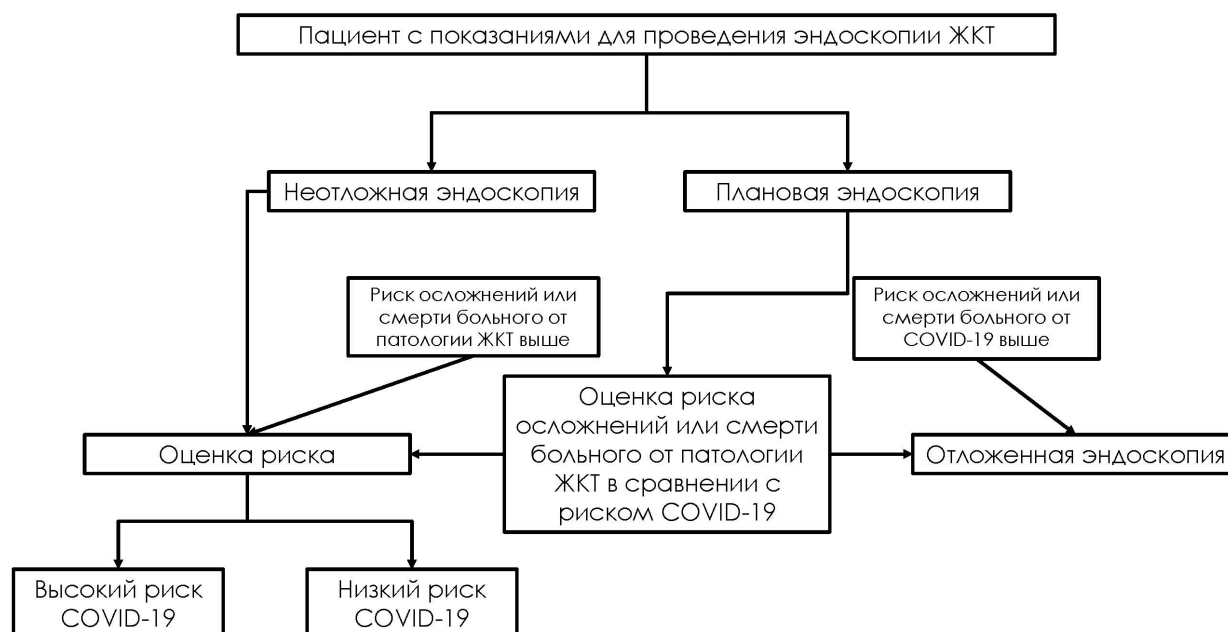 Пациент с показаниями для проведения эндоскопии ЖКТ
Неотложная эндоскопия
Плановая эндоскопия
Риск осложнений или
смерти больного от
патологии ЖКТ выше
Риск осложнений или
смерти больного от
COVID-19 выше
Оценка риска
Оценка риска
осложнений или смерти
больного от патологии
ЖКТ в сравнении с
риском COVID-19
Отложенная эндоскопия
Высокий риск
COVID-19
Низкий риск
COVID-19